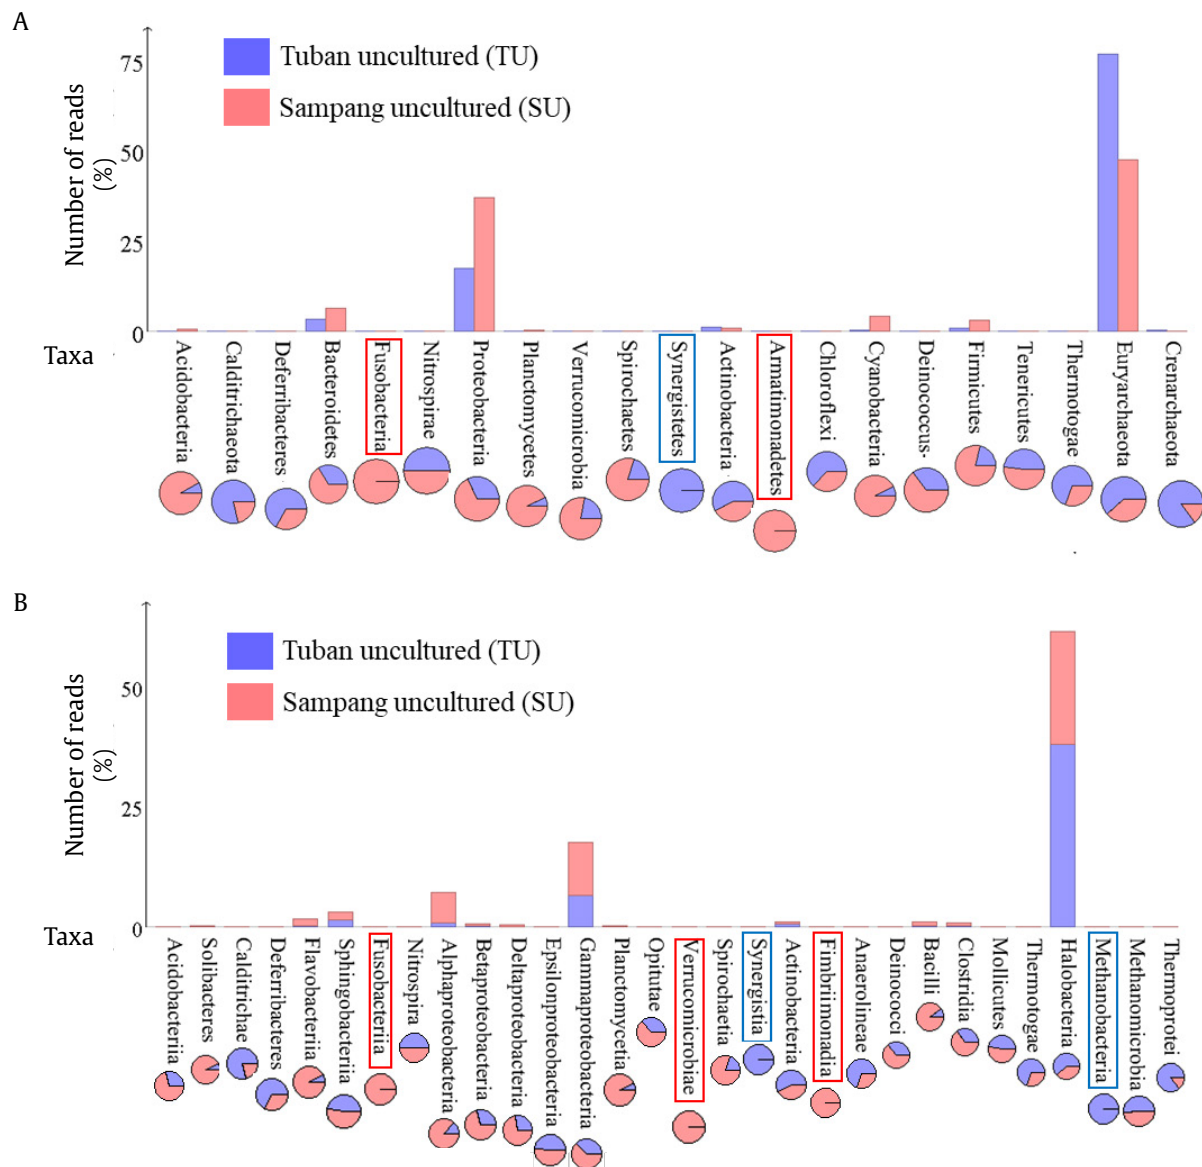 A
Number of reads
(%)
75
50
25
0
Tuban uncultured (TU)
Sampang uncultured (SU)
Taxa
Acidobacteria
Calditrichaeota
Deferribacteres
Bacteroidetes
Fusobacteria
Nitrospirae
Proteobacteria
Planctomycetes
Verrucomicrobia
Spirochaetes
Synergistetes
Actinobacteria
Armatimonadetes
Chloroflexi
Cyanobacteria
Deinococcus-
Firmicutes
Tenericutes
Thermotogae
Euryarchaeota
Crenarchaeota
B
Number of reads
(%)
50
25
0
Tuban uncultured (TU)
Sampang uncultured (SU)
Taxa
Acidobacteriia
Solibacteres
Calditrichae
Deferribacteres
Flavobacteriia
Sphingobacteriia
Fusobacteriia
Nitrospira
Alphaproteobacteria
Betaproteobacteria
Deltaproteobacteria
Epsilonproteobacteria
Gammaproteobacteria
Planctomycetia
Opitutae
Verrucomicrobiae
Spirochaetia
Synergistia
Actinobacteria
Fimbriimonadia
Anaerolineae
Deinococci
Bacilli
Clostridia
Mollicutes
Thermotogae
Halobacteria
Methanobacteria
Methanomicrobia
Thermoprotei